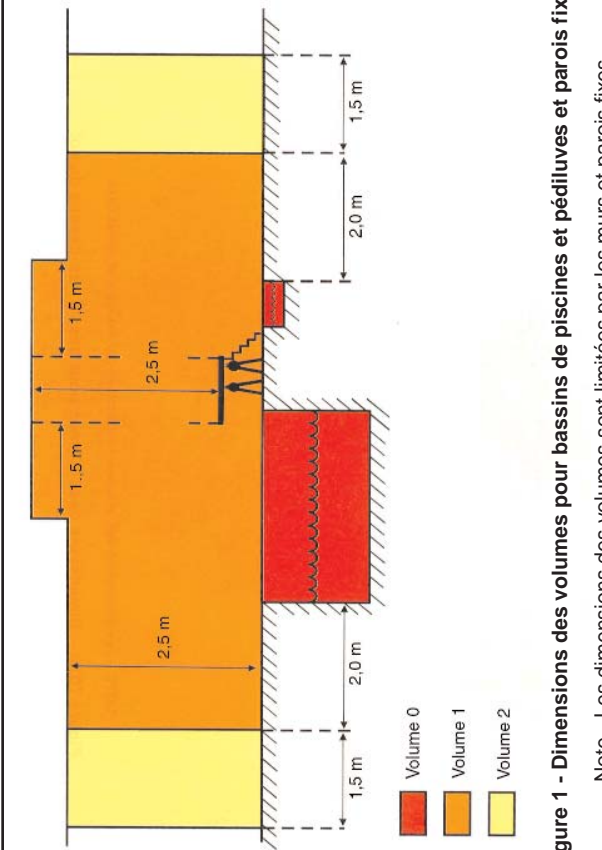 1..5 m 1,5 m
2,5 m
2,5 m
1,5 m 2,0 m 2,0 m 1,5 m
Volume 0
Volume 1
Volume 2
gure 1 - Dimensions des volumes pour bassins de piscines et pédiluves et parois fix
Note Les dimensions des volumes sont limitées par les murs et parois fixes